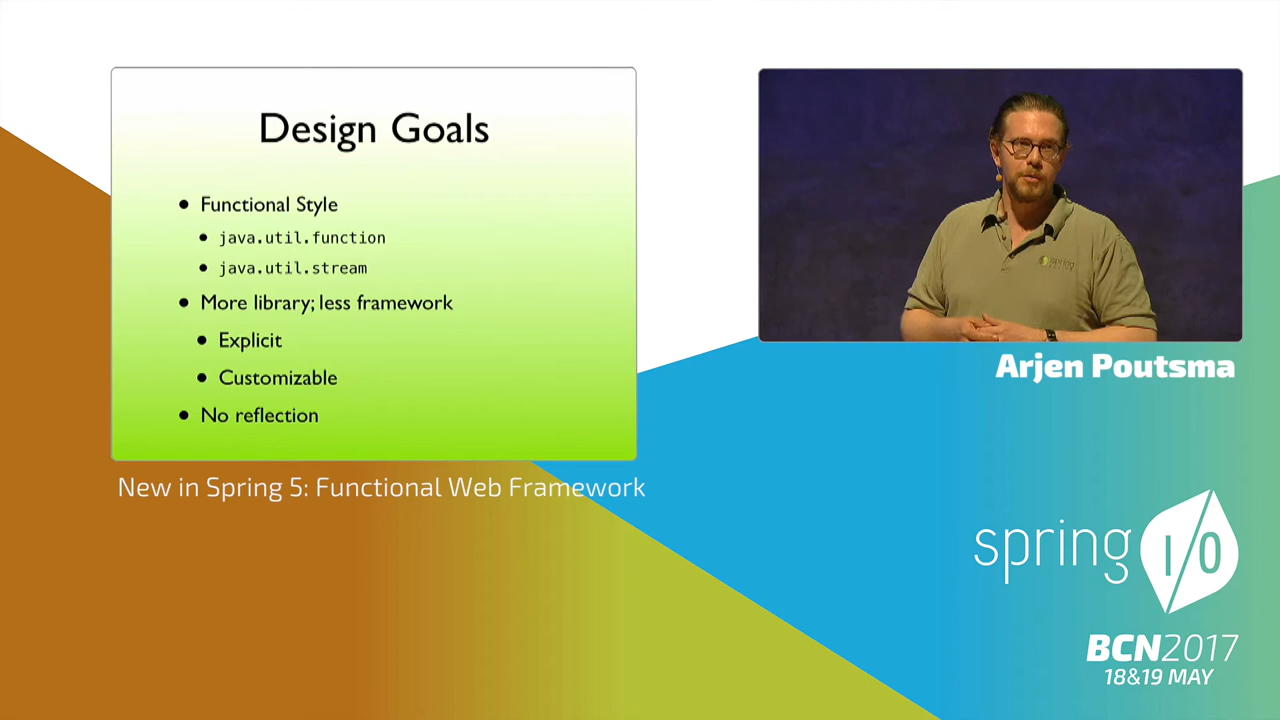 Design Goals
• Functional Style
• java.util.function
• java.util.stream
• More library; less framework
• Explicit
• Customizable
• No reflection
spring
Arjen Poutsma
New in Spring 5: Functional Web Framework
spring I/O
BCN2017
18&19 MAY